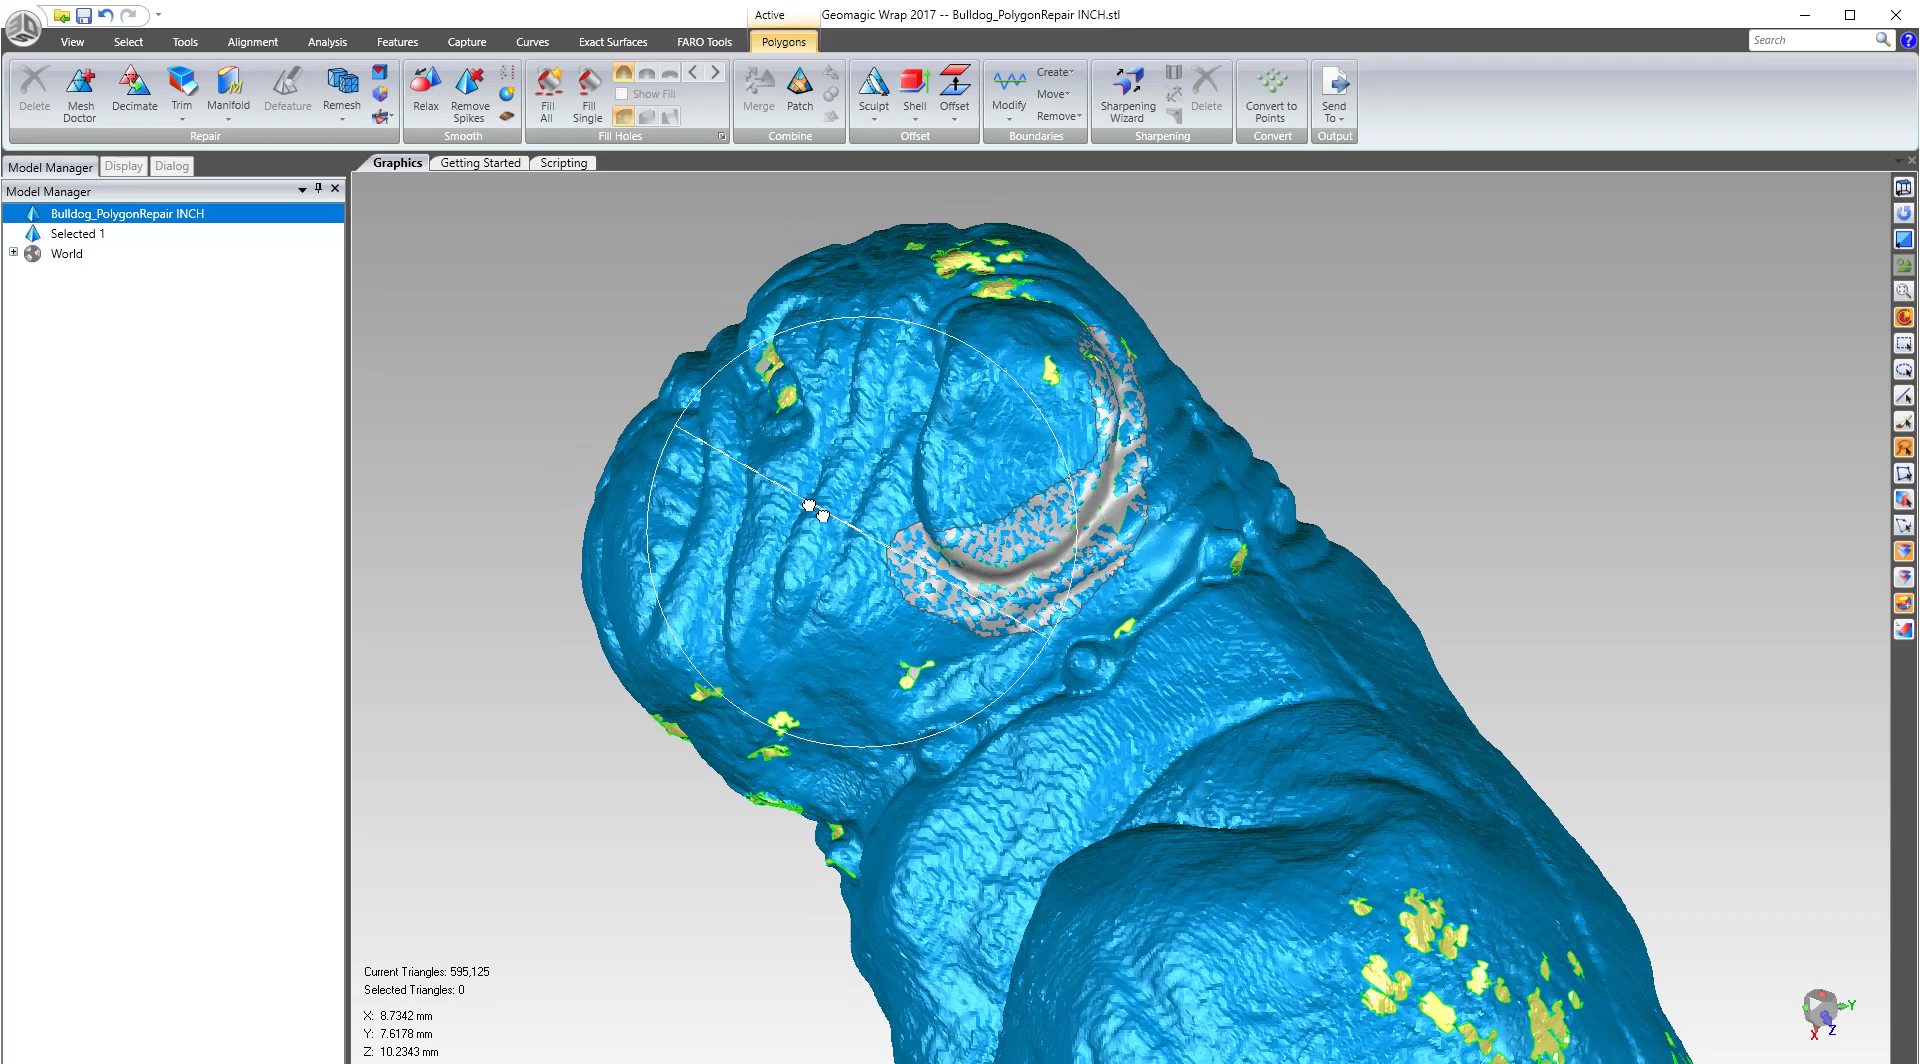 Active
Geomagic Wrap 2017 -- Bulldog_PolygonRepair INCH.stl
View Select Tools Alignment Analysis Features Capture Curves Exact Surfaces FARO Tools Polygons
Search
Delete
Mesh Doctor
Decimate
Trim
Manifold
Defeature
Remesh
Repair
Relax
Remove Spikes
Smooth
Fill All
Fill Single
Show Fill
Fill Holes
Merge
Patch
Combine
Sculpt
Shell
Offset
Offset
Modify
Create
Move
Remove
Boundaries
Sharpening Wizard
Delete
Sharpening
Convert to Points
Convert
Send To
Output
Model Manager Display Dialog
Graphics Getting Started Scripting
Model Manager
Bulldog_PolygonRepair INCH
Selected 1
World
Current Triangles: 595,125
Selected Triangles: 0
X: 8.7342 mm
Y: 7.6178 mm
Z: 10.2343 mm
Y
X
Z